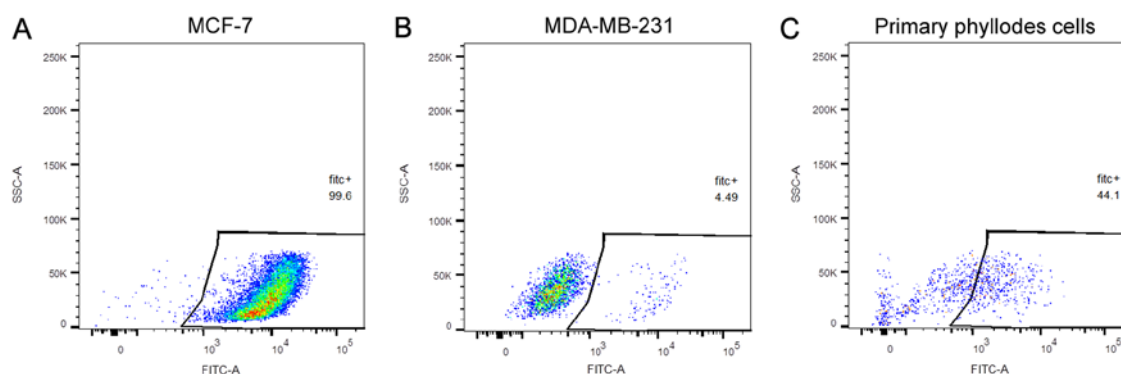 A
MCF-7
250K
200K
150K
100K
50K
0
SSC-A
fitc+
99.6
0
10³
10⁴
10⁵
FITC-A
B
MDA-MB-231
250K
200K
150K
100K
50K
0
SSC-A
fitc+
4.49
0
10³
10⁴
10⁵
FITC-A
C
Primary phyllodes cells
250K
200K
150K
100K
50K
0
SSC-A
fitc+
44.1
0
10³
10⁴
10⁵
FITC-A